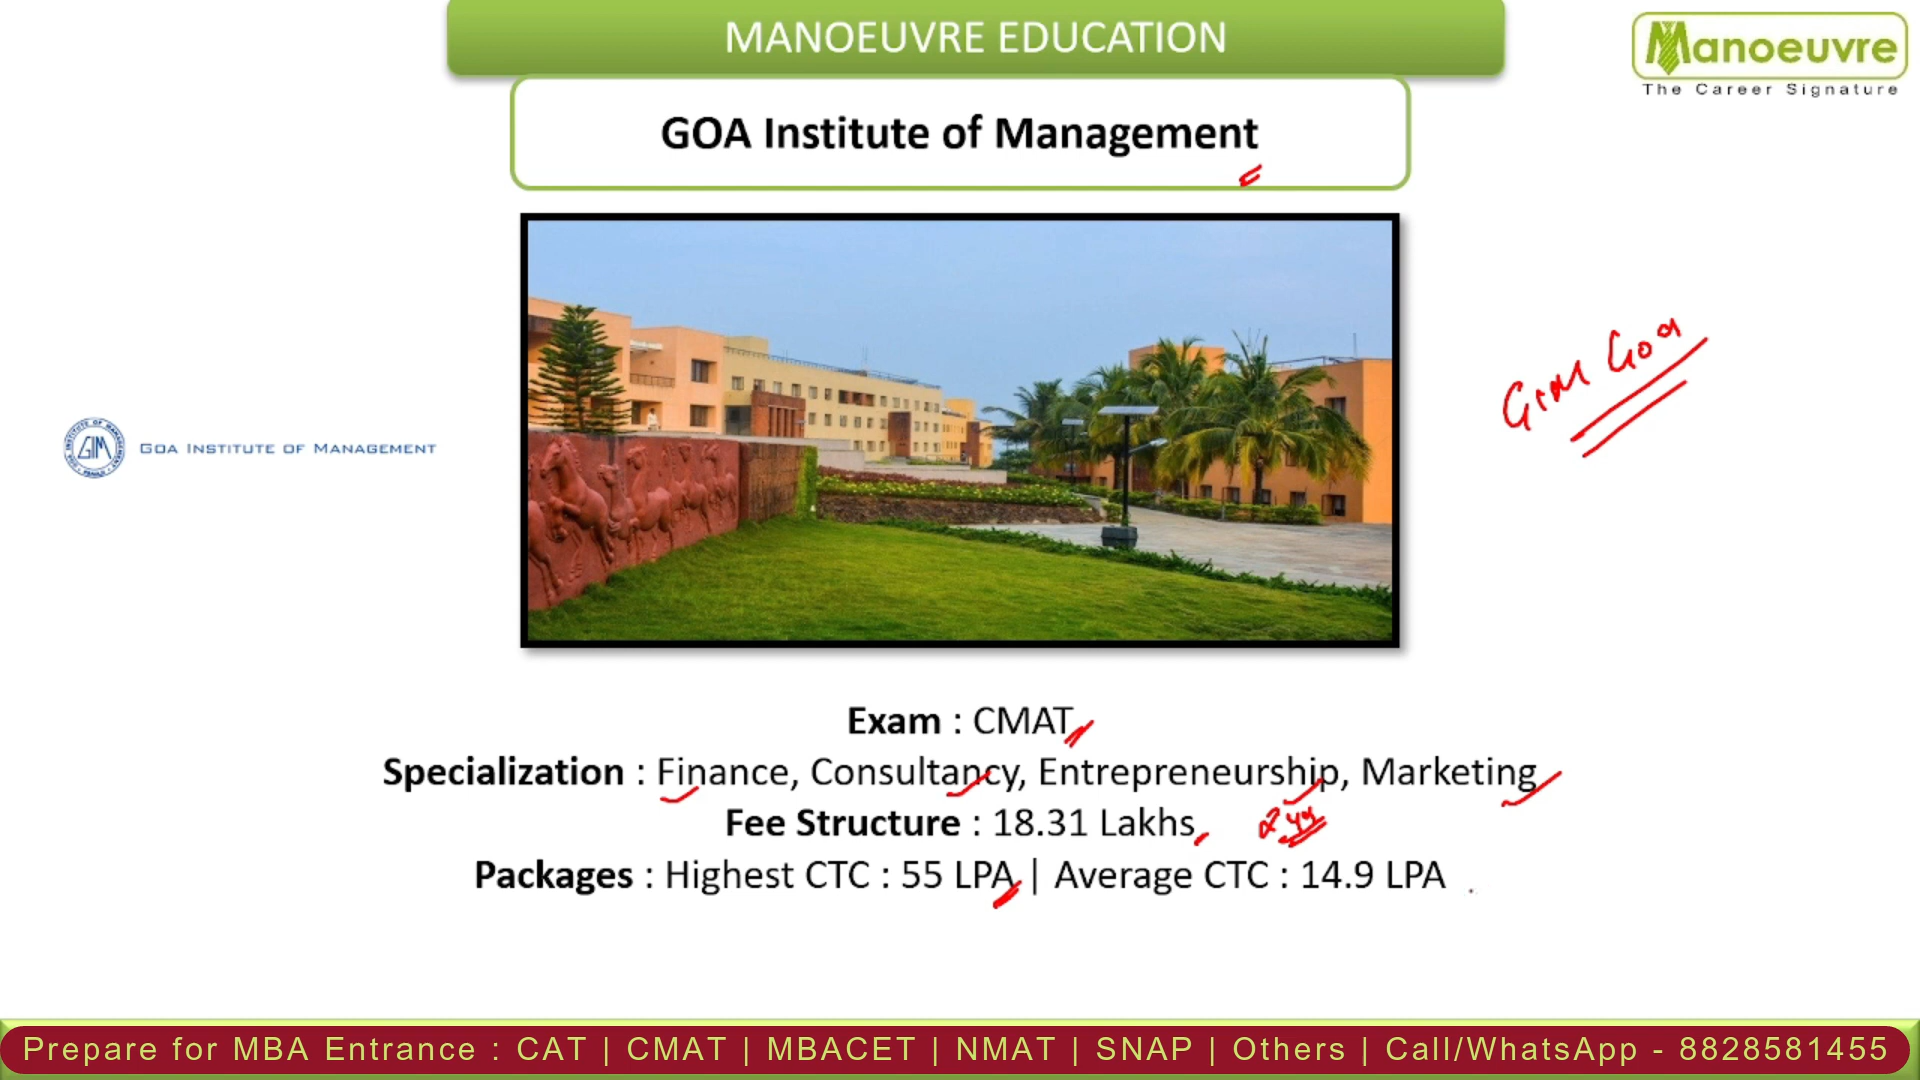 MANOEUVRE EDUCATION
Manoeuvre
The Career Signature
GOA Institute of Management
GIM Goa
GIM
GOA INSTITUTE OF MANAGEMENT
Exam : CMAT
Specialization : Finance, Consultancy, Entrepreneurship, Marketing
Fee Structure : 18.31 Lakhs
Packages : Highest CTC : 55 LPA | Average CTC : 14.9 LPA
Prepare for MBA Entrance : CAT | CMAT | MBACET | NMAT | SNAP | Others | Call/WhatsApp - 8828581455